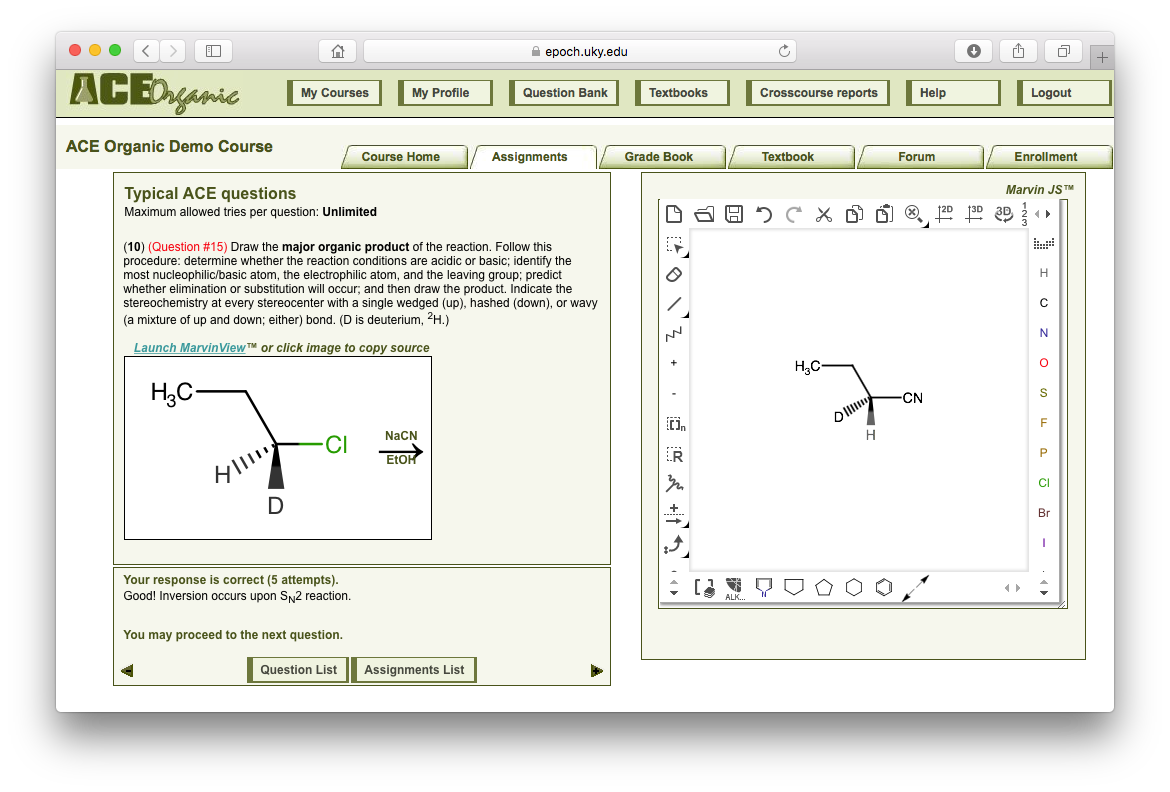 epoch.uky.edu
ACE Organic
My Courses
My Profile
Question Bank
Textbooks
Crosscourse reports
Help
Logout
ACE Organic Demo Course
Course Home
Assignments
Grade Book
Textbook
Forum
Enrollment
Typical ACE questions
Maximum allowed tries per question: Unlimited
(10) (Question #15) Draw the major organic product of the reaction. Follow this
procedure: determine whether the reaction conditions are acidic or basic; identify the
most nucleophilic/basic atom, the electrophilic atom, and the leaving group; predict
whether elimination or substitution will occur; and then draw the product. Indicate the
stereochemistry at every stereocenter with a single wedged (up), hashed (down), or wavy
(a mixture of up and down; either) bond. (D is deuterium, ²H.)
Launch MarvinView™ or click image to copy source
H₃C
Cl
H
D
NaCN
EtOH
Your response is correct (5 attempts).
Good! Inversion occurs upon S_N2 reaction.
You may proceed to the next question.
Question List
Assignments List
Marvin JS™
2D
3D
3D
1
2
3
H
C
N
O
S
F
P
Cl
Br
I
+
-
[ ]n
R
+
H₃C
CN
D
H
ALK...
N